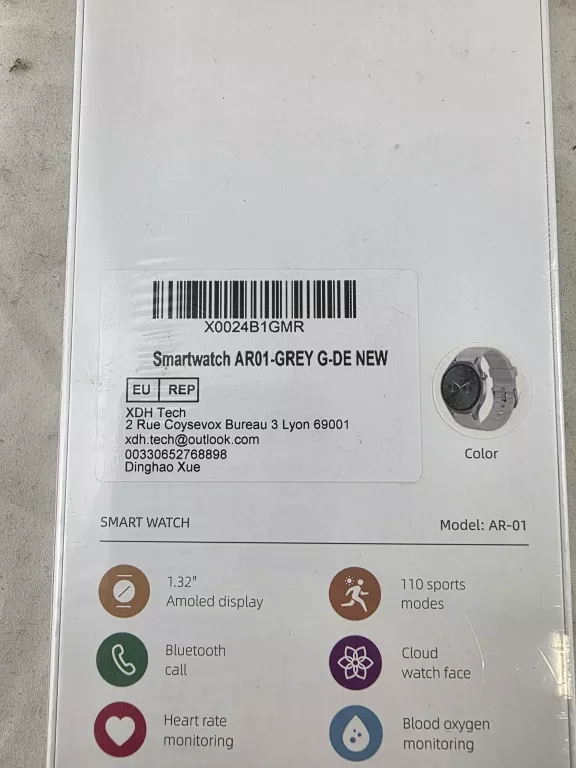 X0024B1GMR
Smartwatch AR01-GREY G-DE NEW
EU REP
XDH Tech
2 Rue Coysevox Bureau 3 Lyon 69001
xdh.tech@outlook.com
00330652768898
Dinghao Xue
Color
SMART WATCH
Model: AR-01
1.32"
Amoled display
110 sports
modes
Bluetooth
call
Cloud
watch face
Heart rate
monitoring
Blood oxygen
monitoring